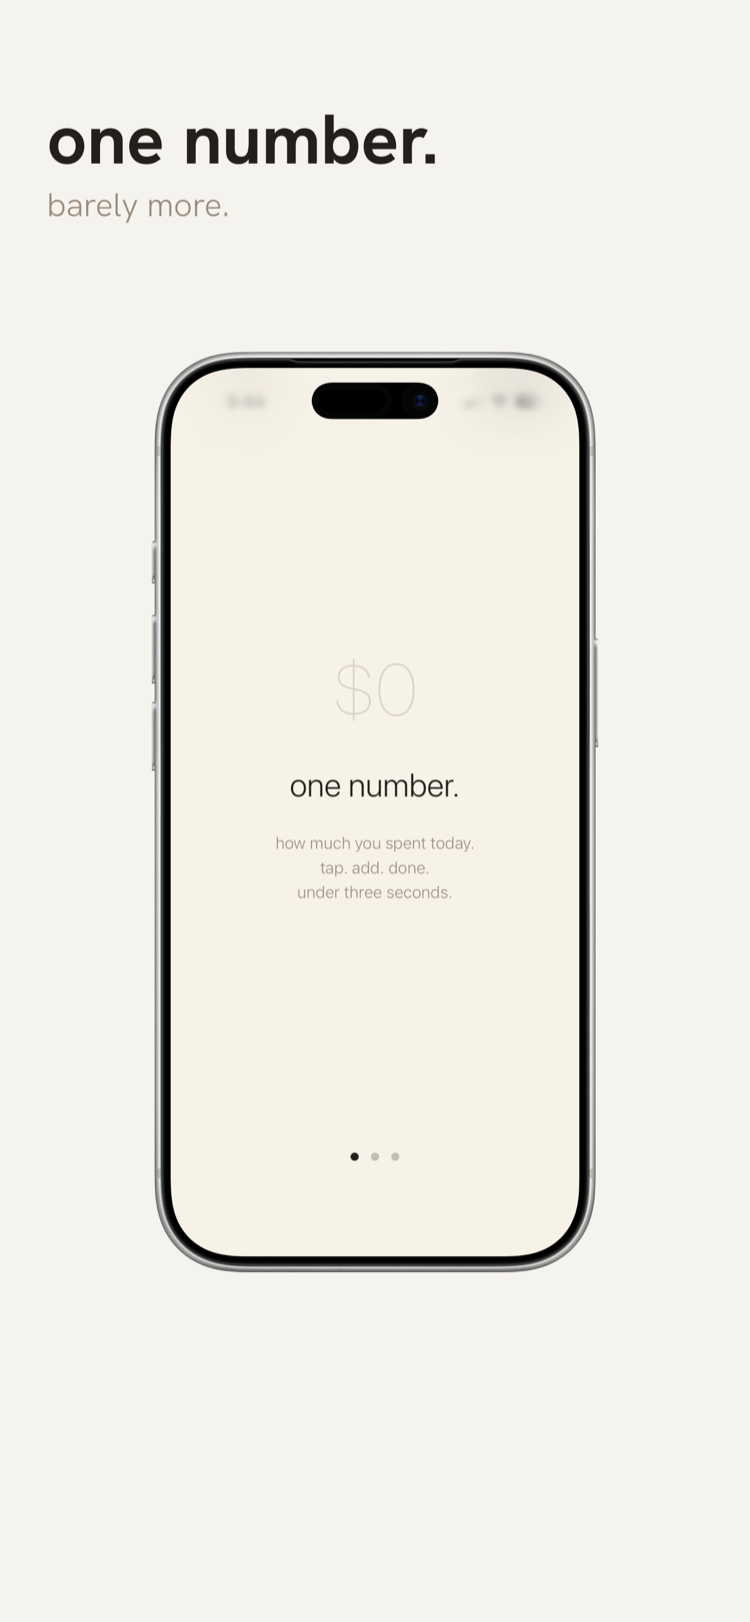 one number.
barely more.
$0
one number.
how much you spent today.
tap. add. done.
under three seconds.